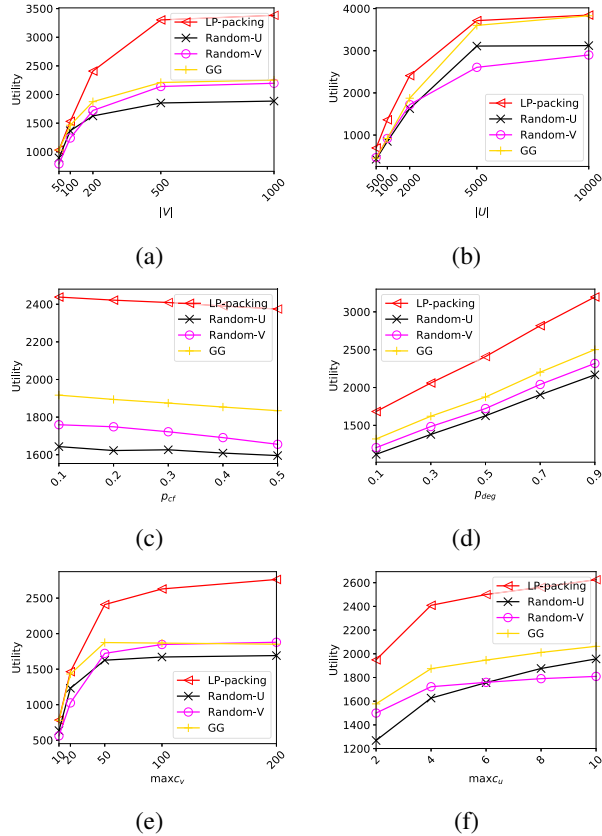 3500
3000
2500
2000
1500
1000
Utility
50
100
200
500
1000
|V|
LP-packing
Random-U
Random-V
GG
(a)
4000
3000
2000
1000
Utility
500
1000
2000
5000
10000
|U|
LP-packing
Random-U
Random-V
GG
(b)
2400
2200
2000
1800
1600
Utility
0.1
0.2
0.3
0.4
0.5
p_cf
LP-packing
Random-U
Random-V
GG
(c)
3000
2500
2000
1500
Utility
0.1
0.3
0.5
0.7
0.9
p_deg
LP-packing
Random-U
Random-V
GG
(d)
2500
2000
1500
1000
500
Utility
10
20
50
100
200
maxc_v
LP-packing
Random-U
Random-V
GG
(e)
2600
2400
2200
2000
1800
1600
1400
1200
Utility
2
4
6
8
10
maxc_u
LP-packing
Random-U
Random-V
GG
(f)